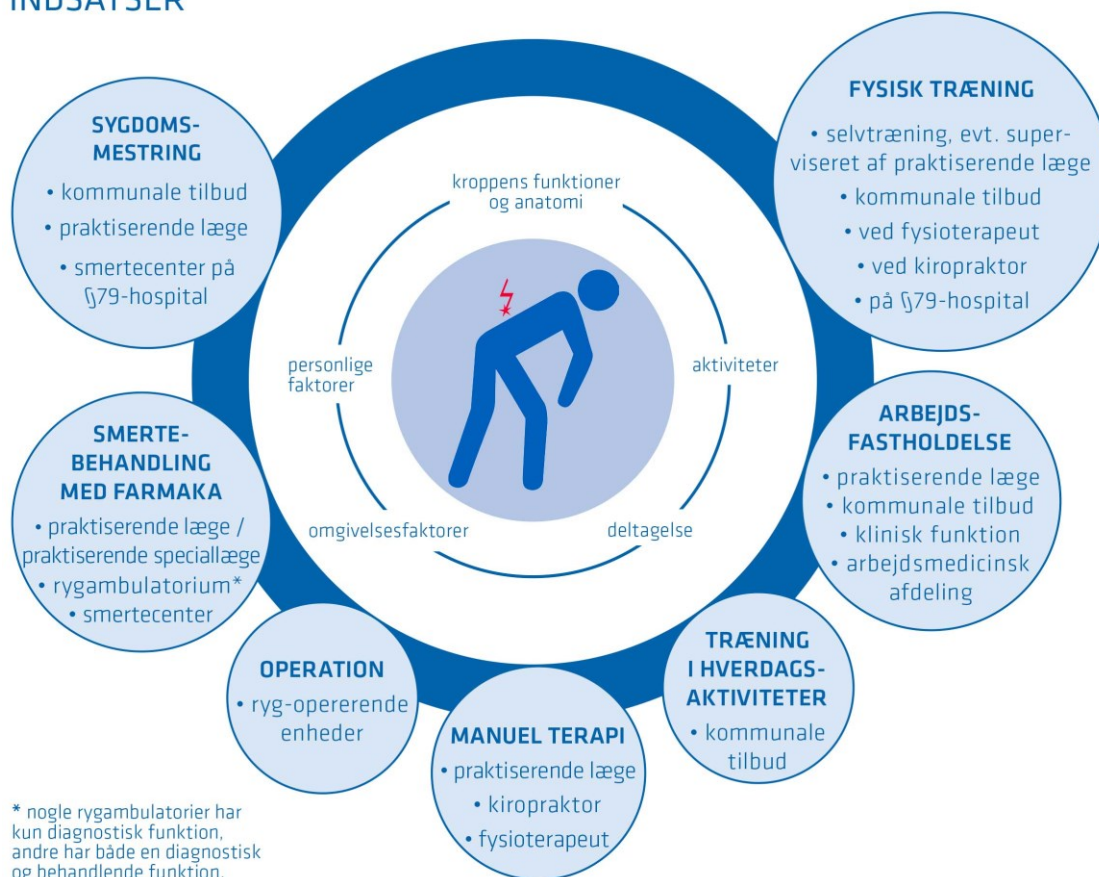 INDSATSER
SYGDOMS-
MESTRING
• kommunale tilbud
• praktiserende læge
• smertecenter på
§79-hospital
FYSISK TRÆNING
• selvtræning, evt. super-
viseret af praktiserende læge
• kommunale tilbud
• ved fysioterapeut
• ved kiropraktor
• på §79-hospital
kroppens funktioner
og anatomi
personlige
faktorer
aktiviteter
omgivelsesfaktorer
deltagelse
SMERTE-
BEHANDLING
MED FARMAKA
• praktiserende læge /
praktiserende speciallæge
• rygambulatorium*
• smertecenter
ARBEJDS-
FASTHOLDELSE
• praktiserende læge
• kommunale tilbud
• klinisk funktion
• arbejdsmedicinsk
afdeling
OPERATION
• ryg-opererende
enheder
MANUEL TERAPI
• praktiserende læge
• kiropraktor
• fysioterapeut
TRÆNING
I HVERDAGS-
AKTIVITETER
• kommunale
tilbud
* nogle rygambulatorier har
kun diagnostisk funktion,
andre har både en diagnostisk
og behandlende funktion.